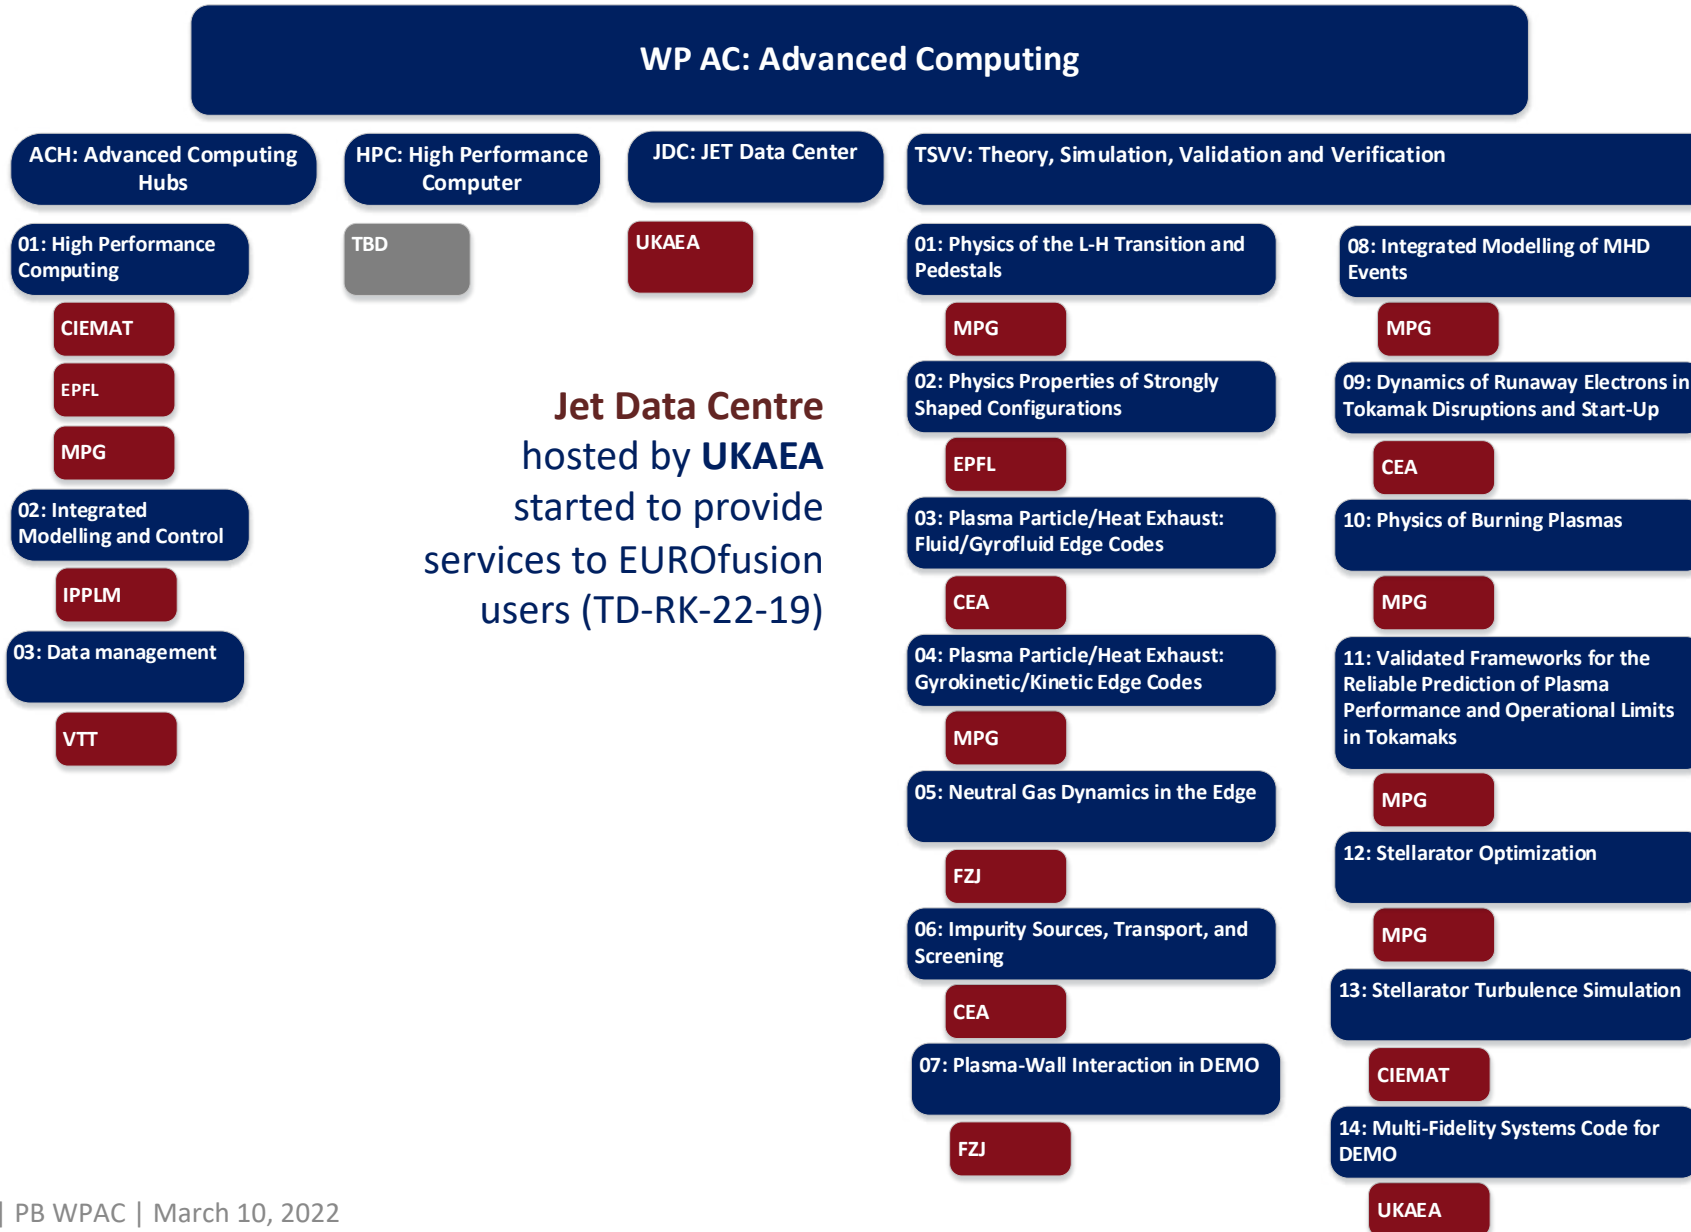 WP AC: Advanced Computing
ACH: Advanced Computing
Hubs
01: High Performance
Computing
CIEMAT
EPFL
MPG
02: Integrated
Modelling and Control
IPPLM
03: Data management
VTT
HPC: High Performance
Computer
TBD
JDC: JET Data Center
UKAEA
Jet Data Centre
hosted by UKAEA
started to provide
services to EUROfusion
users (TD-RK-22-19)
TSVV: Theory, Simulation, Validation and Verification
01: Physics of the L-H Transition and
Pedestals
MPG
02: Physics Properties of Strongly
Shaped Configurations
EPFL
03: Plasma Particle/Heat Exhaust:
Fluid/Gyrofluid Edge Codes
CEA
04: Plasma Particle/Heat Exhaust:
Gyrokinetic/Kinetic Edge Codes
MPG
05: Neutral Gas Dynamics in the Edge
FZJ
06: Impurity Sources, Transport, and
Screening
CEA
07: Plasma-Wall Interaction in DEMO
FZJ
08: Integrated Modelling of MHD
Events
MPG
09: Dynamics of Runaway Electrons in
Tokamak Disruptions and Start-Up
CEA
10: Physics of Burning Plasmas
MPG
11: Validated Frameworks for the
Reliable Prediction of Plasma
Performance and Operational Limits
in Tokamaks
MPG
12: Stellarator Optimization
MPG
13: Stellarator Turbulence Simulation
CIEMAT
14: Multi-Fidelity Systems Code for
DEMO
UKAEA
| PB WPAC | March 10, 2022